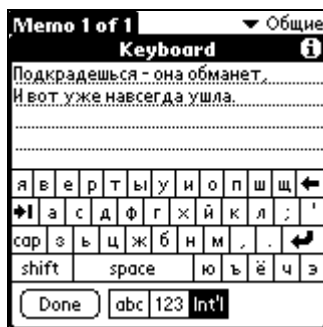 Memo 1 of 1 Общие
Keyboard i
Подкрадешься - она обманет,
И вот уже навсегда ушла.
я в е р т ы у и о п ш щ
а с д ф г х й к л ; '
cap з ь ц ж б н м , .
shift space ю ъ ё ч э
Done abc 123 Int'l